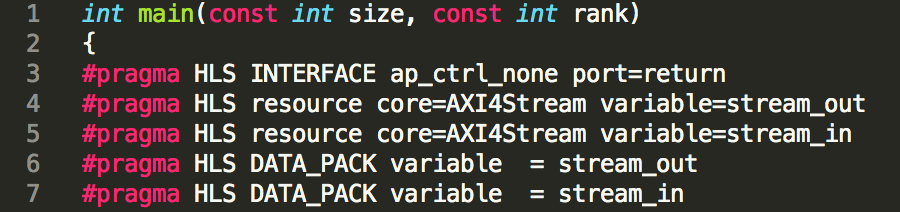 1 int main(const int size, const int rank)
2 {
3 #pragma HLS INTERFACE ap_ctrl_none port=return
4 #pragma HLS resource core=AXI4Stream variable=stream_out
5 #pragma HLS resource core=AXI4Stream variable=stream_in
6 #pragma HLS DATA_PACK variable  = stream_out
7 #pragma HLS DATA_PACK variable  = stream_in